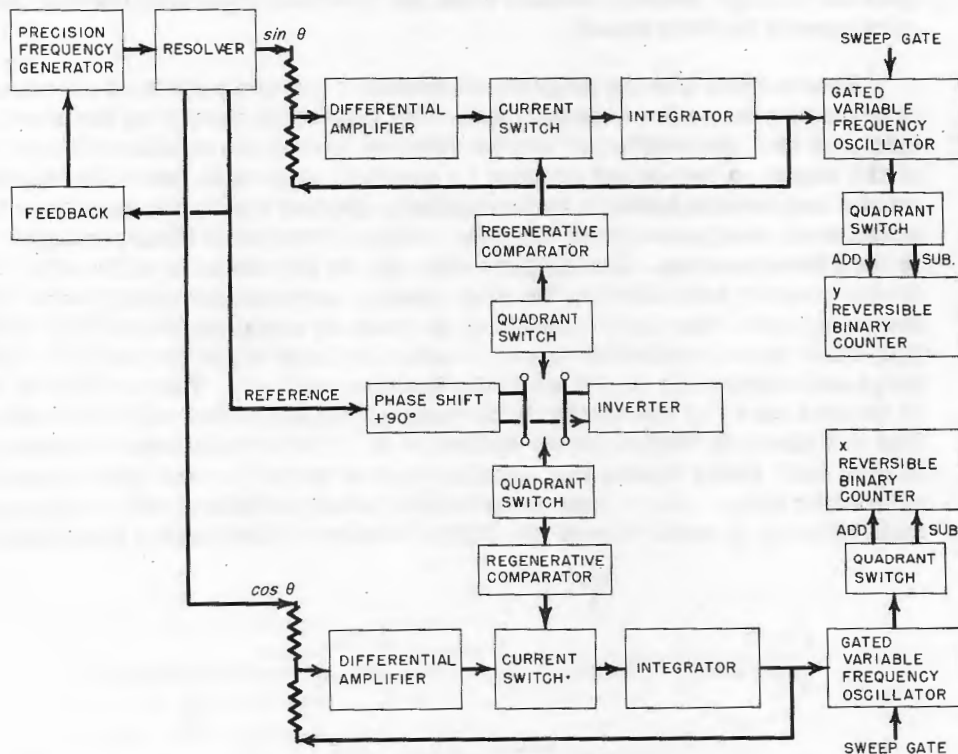 PRECISION
FREQUENCY
GENERATOR
RESOLVER
sin θ
SWEEP GATE
DIFFERENTIAL
AMPLIFIER
CURRENT
SWITCH
INTEGRATOR
GATED
VARIABLE
FREQUENCY
OSCILLATOR
FEEDBACK
REGENERATIVE
COMPARATOR
QUADRANT
SWITCH
ADD
SUB.
y
REVERSIBLE
BINARY
COUNTER
QUADRANT
SWITCH
REFERENCE
PHASE SHIFT
+90°
INVERTER
x
REVERSIBLE
BINARY
COUNTER
QUADRANT
SWITCH
ADD
SUB.
REGENERATIVE
COMPARATOR
QUADRANT
SWITCH
cos θ
DIFFERENTIAL
AMPLIFIER
CURRENT
SWITCH
INTEGRATOR
GATED
VARIABLE
FREQUENCY
OSCILLATOR
SWEEP GATE